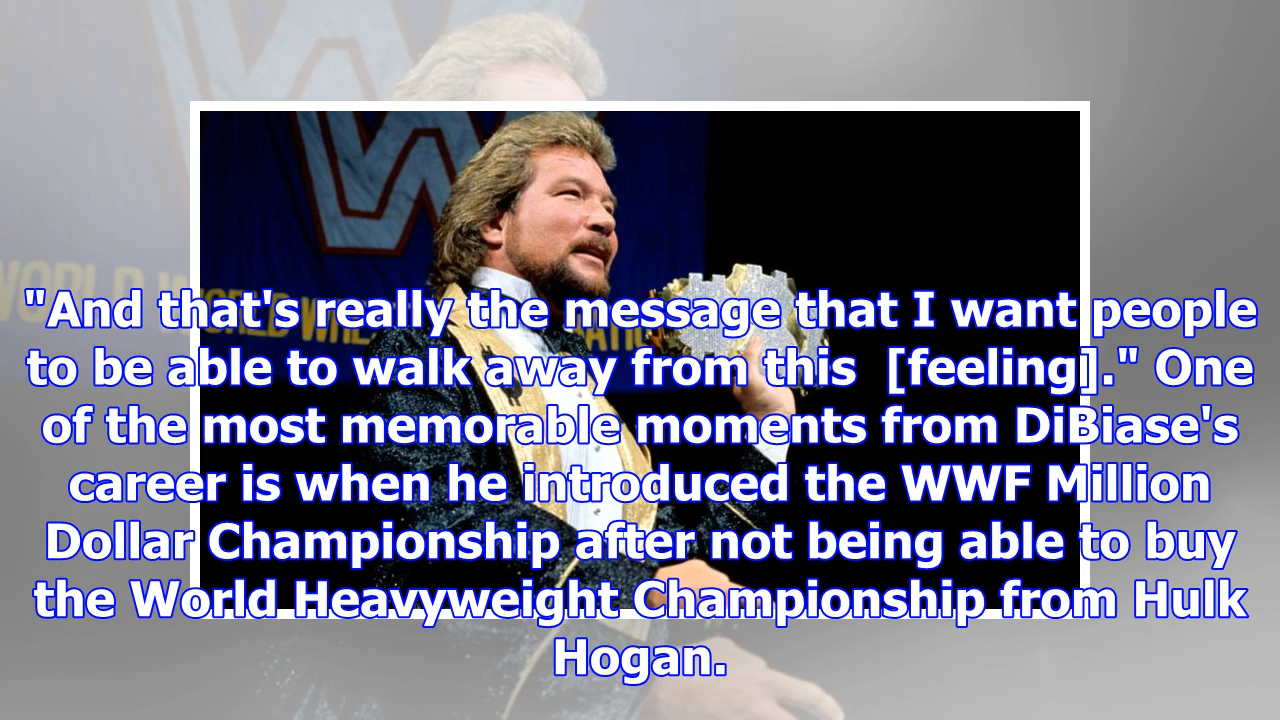 "And that's really the message that I want people
to be able to walk away from this  [feeling]." One
of the most memorable moments from DiBiase's
career is when he introduced the WWF Million
Dollar Championship after not being able to buy
the World Heavyweight Championship from Hulk
Hogan.
WORLD